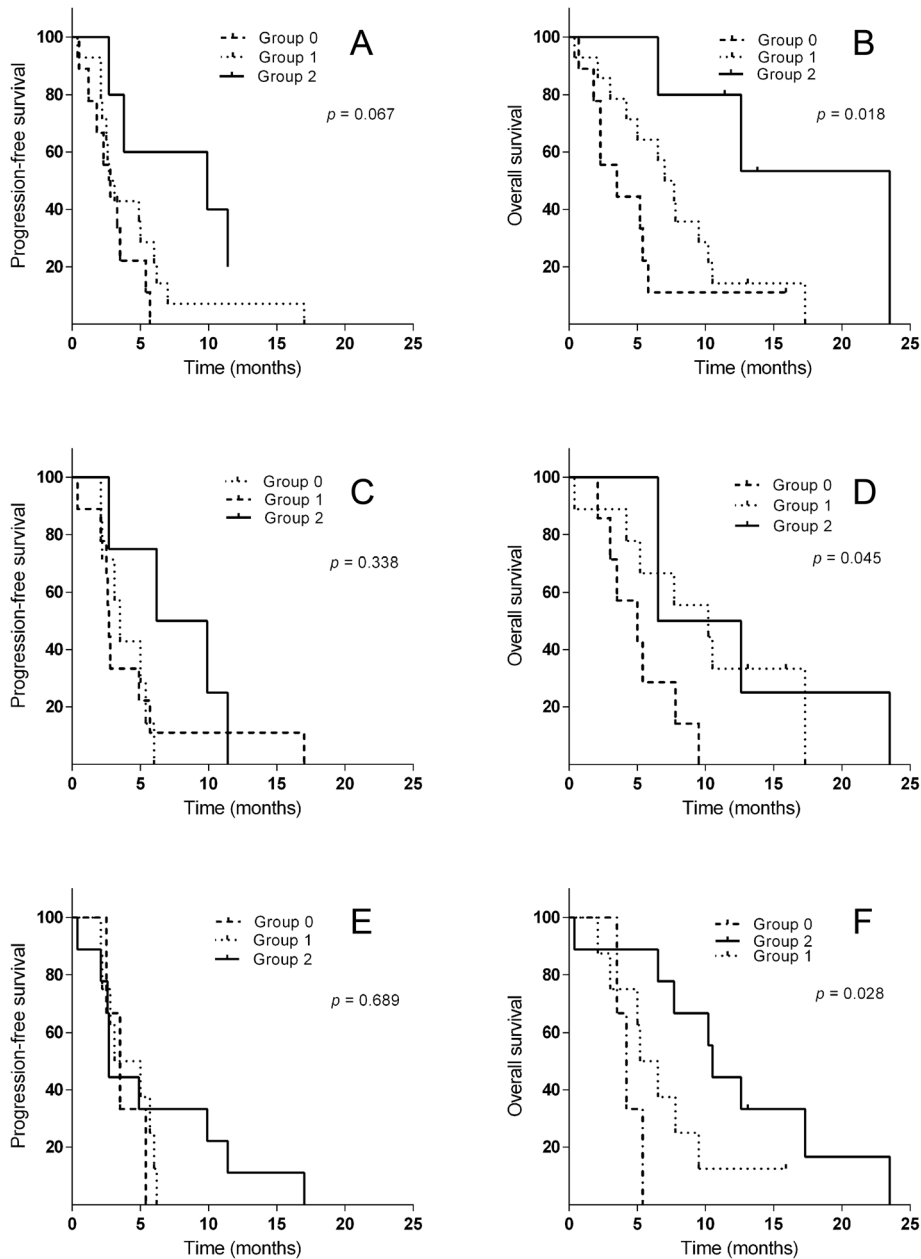 A
Group 0
Group 1
Group 2
p = 0.067
Progression-free survival
100
80
60
40
20
0 5 10 15 20 25
Time (months)
B
Group 0
Group 1
Group 2
p = 0.018
Overall survival
100
80
60
40
20
0 5 10 15 20 25
Time (months)
C
Group 0
Group 1
Group 2
p = 0.338
Progression-free survival
100
80
60
40
20
0 5 10 15 20 25
Time (months)
D
Group 0
Group 1
Group 2
p = 0.045
Overall survival
100
80
60
40
20
0 5 10 15 20 25
Time (months)
E
Group 0
Group 1
Group 2
p = 0.689
Progression-free survival
100
80
60
40
20
0 5 10 15 20 25
Time (months)
F
Group 0
Group 2
Group 1
p = 0.028
Overall survival
100
80
60
40
20
0 5 10 15 20 25
Time (months)